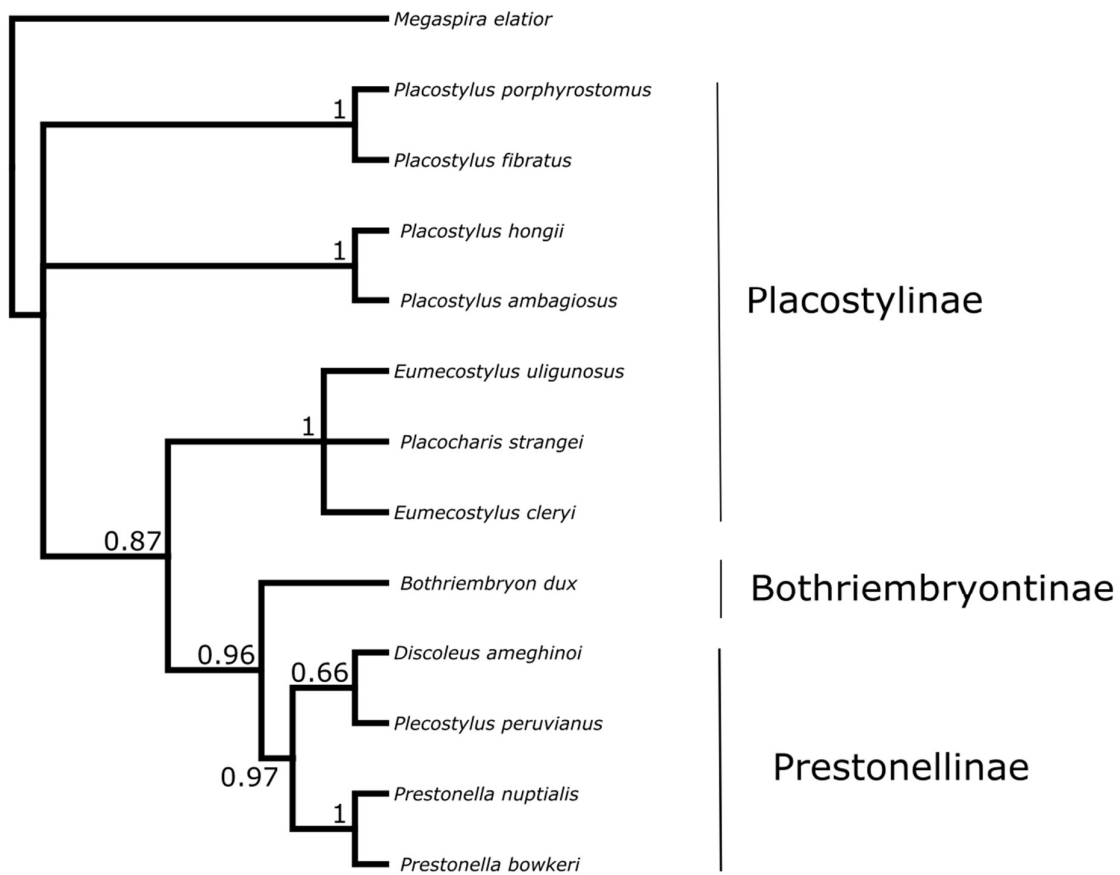 Megaspira elatior
Placostylus porphyrostomus
1
Placostylus fibratus
Placostylus hongii
1
Placostylus ambagiosus
Placostylinae
Eumecostylus uligunosus
1
Placocharis strangei
Eumecostylus cleryi
0.87
Bothriembryon dux
Bothriembryontinae
0.96
Discoleus ameghinoi
0.66
Plecostylus peruvianus
0.97
Prestonellinae
Prestonella nuptialis
1
Prestonella bowkeri